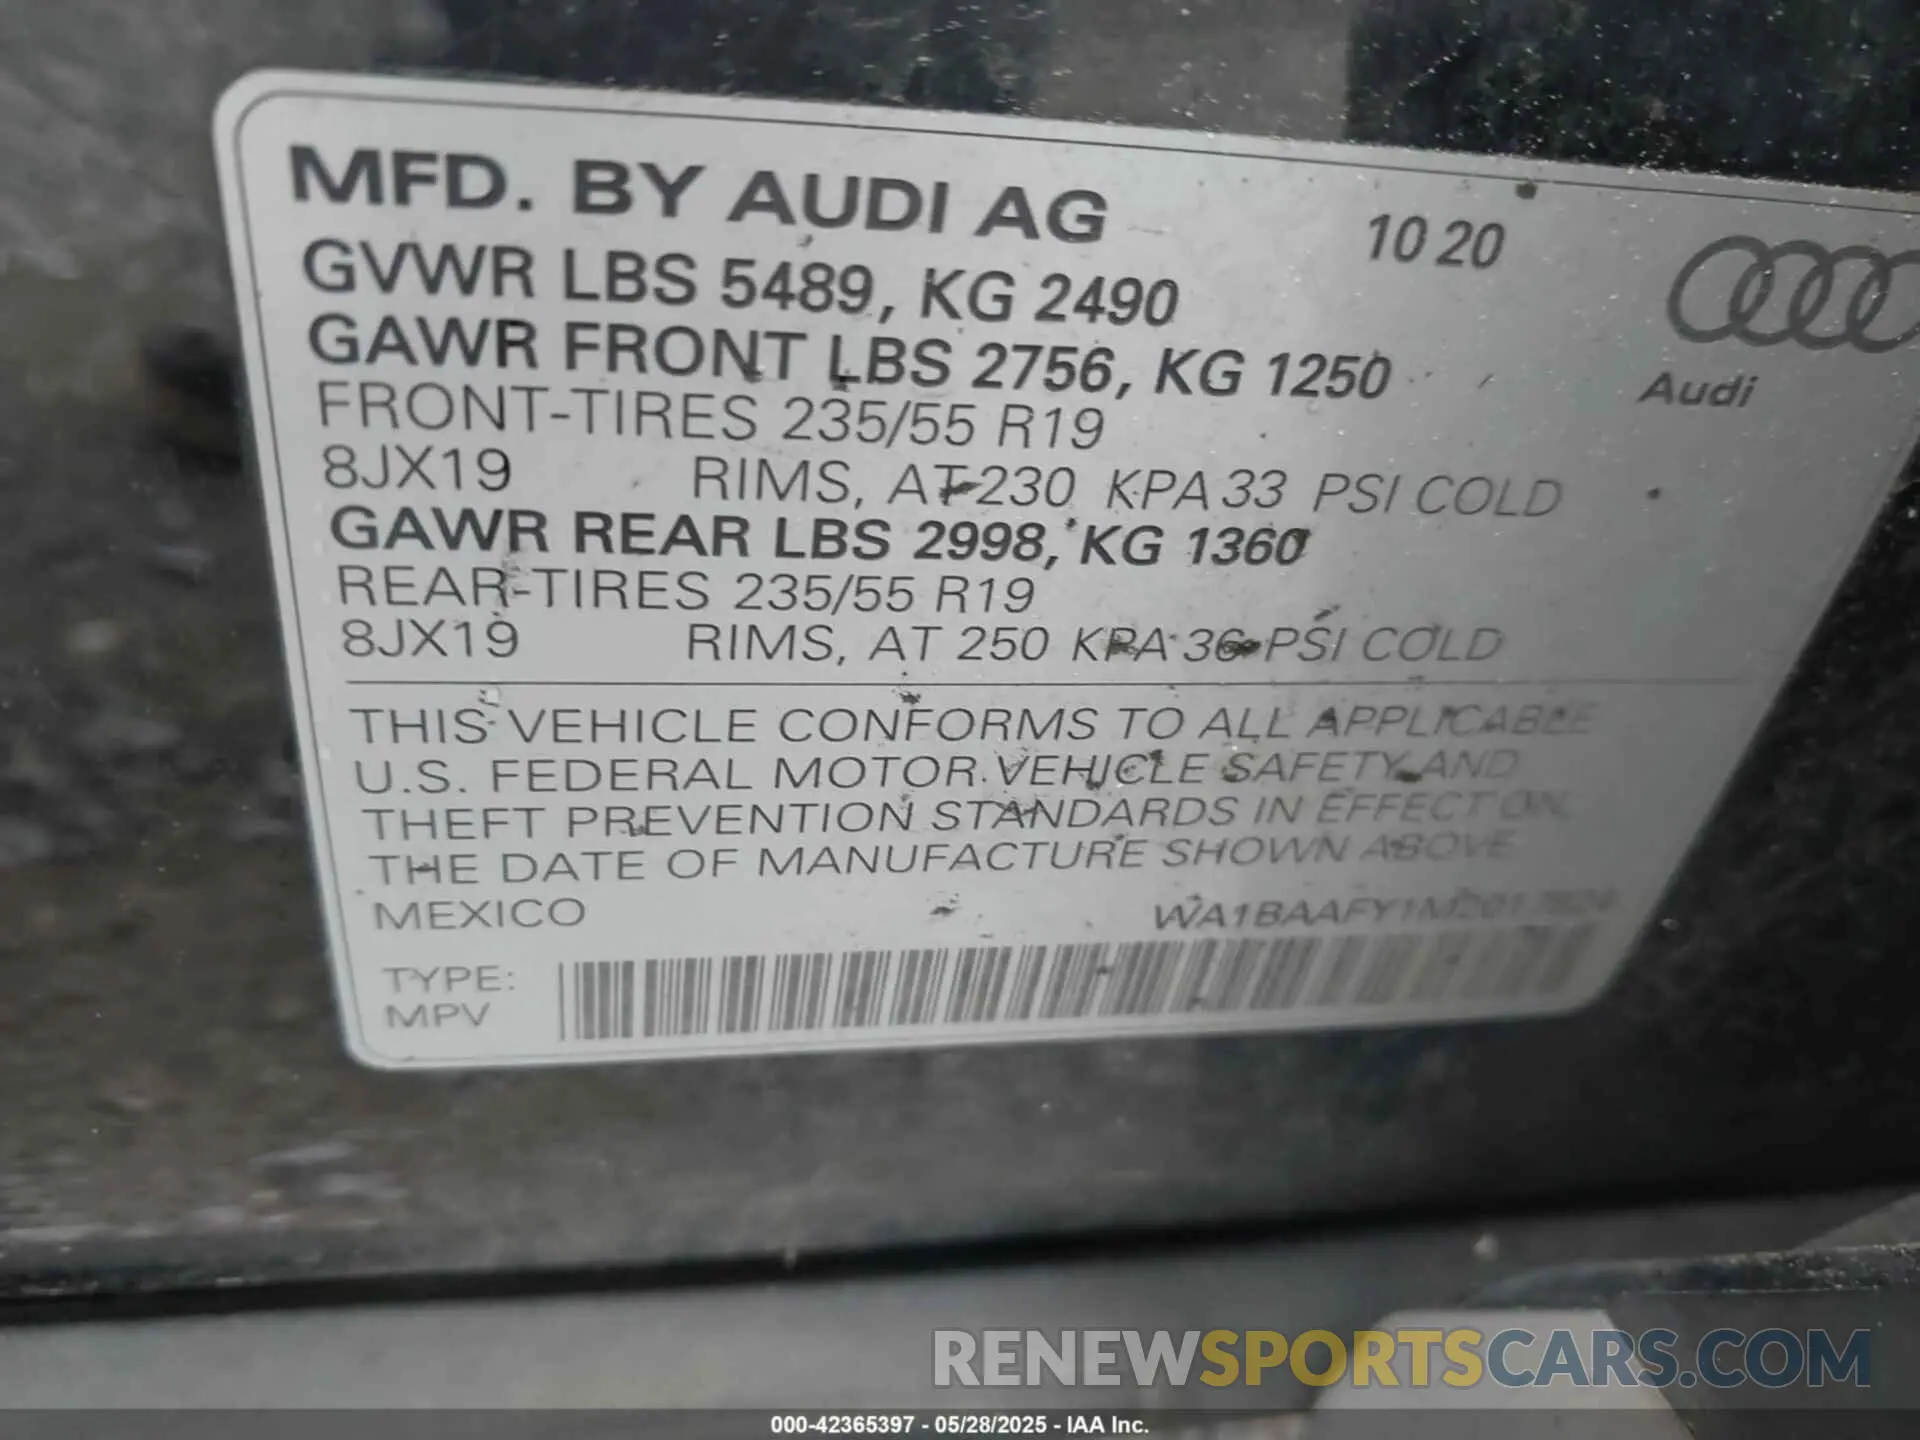 MFD. BY AUDI AG
10 20
GVWR LBS 5489, KG 2490
GAWR FRONT LBS 2756, KG 1250
Audi
FRONT-TIRES 235/55 R19
8JX19 RIMS, AT 230 KPA 33 PSI COLD
GAWR REAR LBS 2998, KG 1360
REAR-TIRES 235/55 R19
8JX19 RIMS, AT 250 KPA 36 PSI COLD
THIS VEHICLE CONFORMS TO ALL APPLICABLE
U.S. FEDERAL MOTOR VEHICLE SAFETY AND
THEFT PREVENTION STANDARDS IN EFFECT ON
THE DATE OF MANUFACTURE SHOWN ABOVE
MEXICO
TYPE:
MPV
RENEWSPORTSCARS.COM
000-42365397 - 05/28/2025 - IAA Inc.